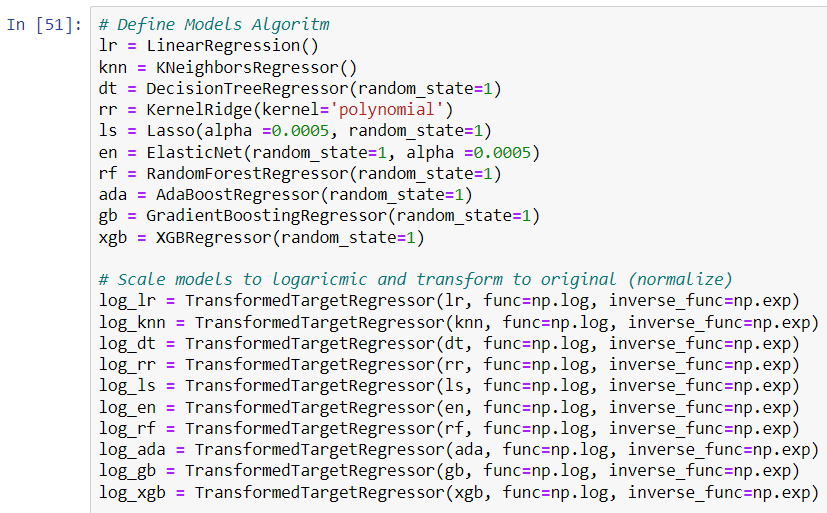 In [51]: # Define Models Algoritm
lr = LinearRegression()
knn = KNeighborsRegressor()
dt = DecisionTreeRegressor(random_state=1)
rr = KernelRidge(kernel='polynomial')
ls = Lasso(alpha =0.0005, random_state=1)
en = ElasticNet(random_state=1, alpha =0.0005)
rf = RandomForestRegressor(random_state=1)
ada = AdaBoostRegressor(random_state=1)
gb = GradientBoostingRegressor(random_state=1)
xgb = XGBRegressor(random_state=1)

# Scale models to logaricmic and transform to original (normalize)
log_lr = TransformedTargetRegressor(lr, func=np.log, inverse_func=np.exp)
log_knn = TransformedTargetRegressor(knn, func=np.log, inverse_func=np.exp)
log_dt = TransformedTargetRegressor(dt, func=np.log, inverse_func=np.exp)
log_rr = TransformedTargetRegressor(rr, func=np.log, inverse_func=np.exp)
log_ls = TransformedTargetRegressor(ls, func=np.log, inverse_func=np.exp)
log_en = TransformedTargetRegressor(en, func=np.log, inverse_func=np.exp)
log_rf = TransformedTargetRegressor(rf, func=np.log, inverse_func=np.exp)
log_ada = TransformedTargetRegressor(ada, func=np.log, inverse_func=np.exp)
log_gb = TransformedTargetRegressor(gb, func=np.log, inverse_func=np.exp)
log_xgb = TransformedTargetRegressor(xgb, func=np.log, inverse_func=np.exp)